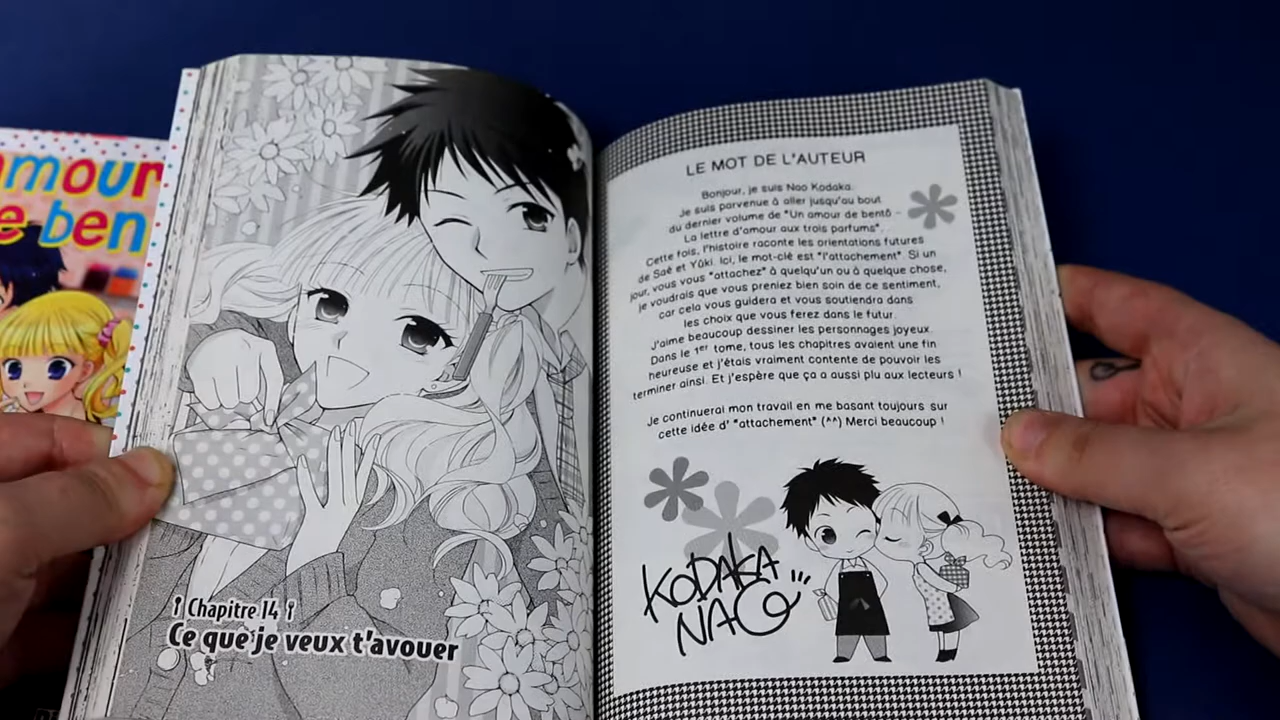 amour
e ben
Chapitre 14
Ce que je veux t'avouer
LE MOT DE L'AUTEUR
Bonjour, je suis Nao Kodaka.
Je suis parvenue à aller jusqu'au bout
du dernier volume de "Un amour de bentô –
La lettre d'amour aux trois parfums".
Cette fois, l'histoire raconte les orientations futures
de Saê et Yûki. Ici, le mot-clé est "l'attachement". Si un
jour, vous vous "attachez" à quelqu'un ou à quelque chose,
je voudrais que vous preniez bien soin de ce sentiment,
car cela vous guidera et vous soutiendra dans
les choix que vous ferez dans le futur.
J'aime beaucoup dessiner les personnages joyeux.
Dans le 1er tome, tous les chapitres avaient une fin
heureuse et j'étais vraiment contente de pouvoir les
terminer ainsi. Et j'espère que ça a aussi plu aux lecteurs !
Je continuerai mon travail en me basant toujours sur
cette idée d' "attachement" (^^) Merci beaucoup !
KODAKA
NAO